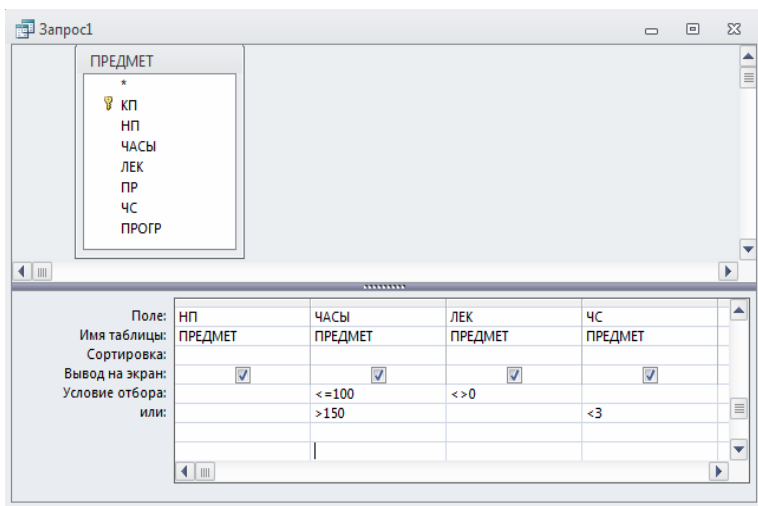 Запрос1
ПРЕДМЕТ
*
КП
НП
ЧАСЫ
ЛЕК
ПР
ЧС
ПРОГР
Поле: НП ЧАСЫ ЛЕК ЧС
Имя таблицы: ПРЕДМЕТ ПРЕДМЕТ ПРЕДМЕТ ПРЕДМЕТ
Сортировка:
Вывод на экран:
Условие отбора: <=100 <>0
или: >150 <3